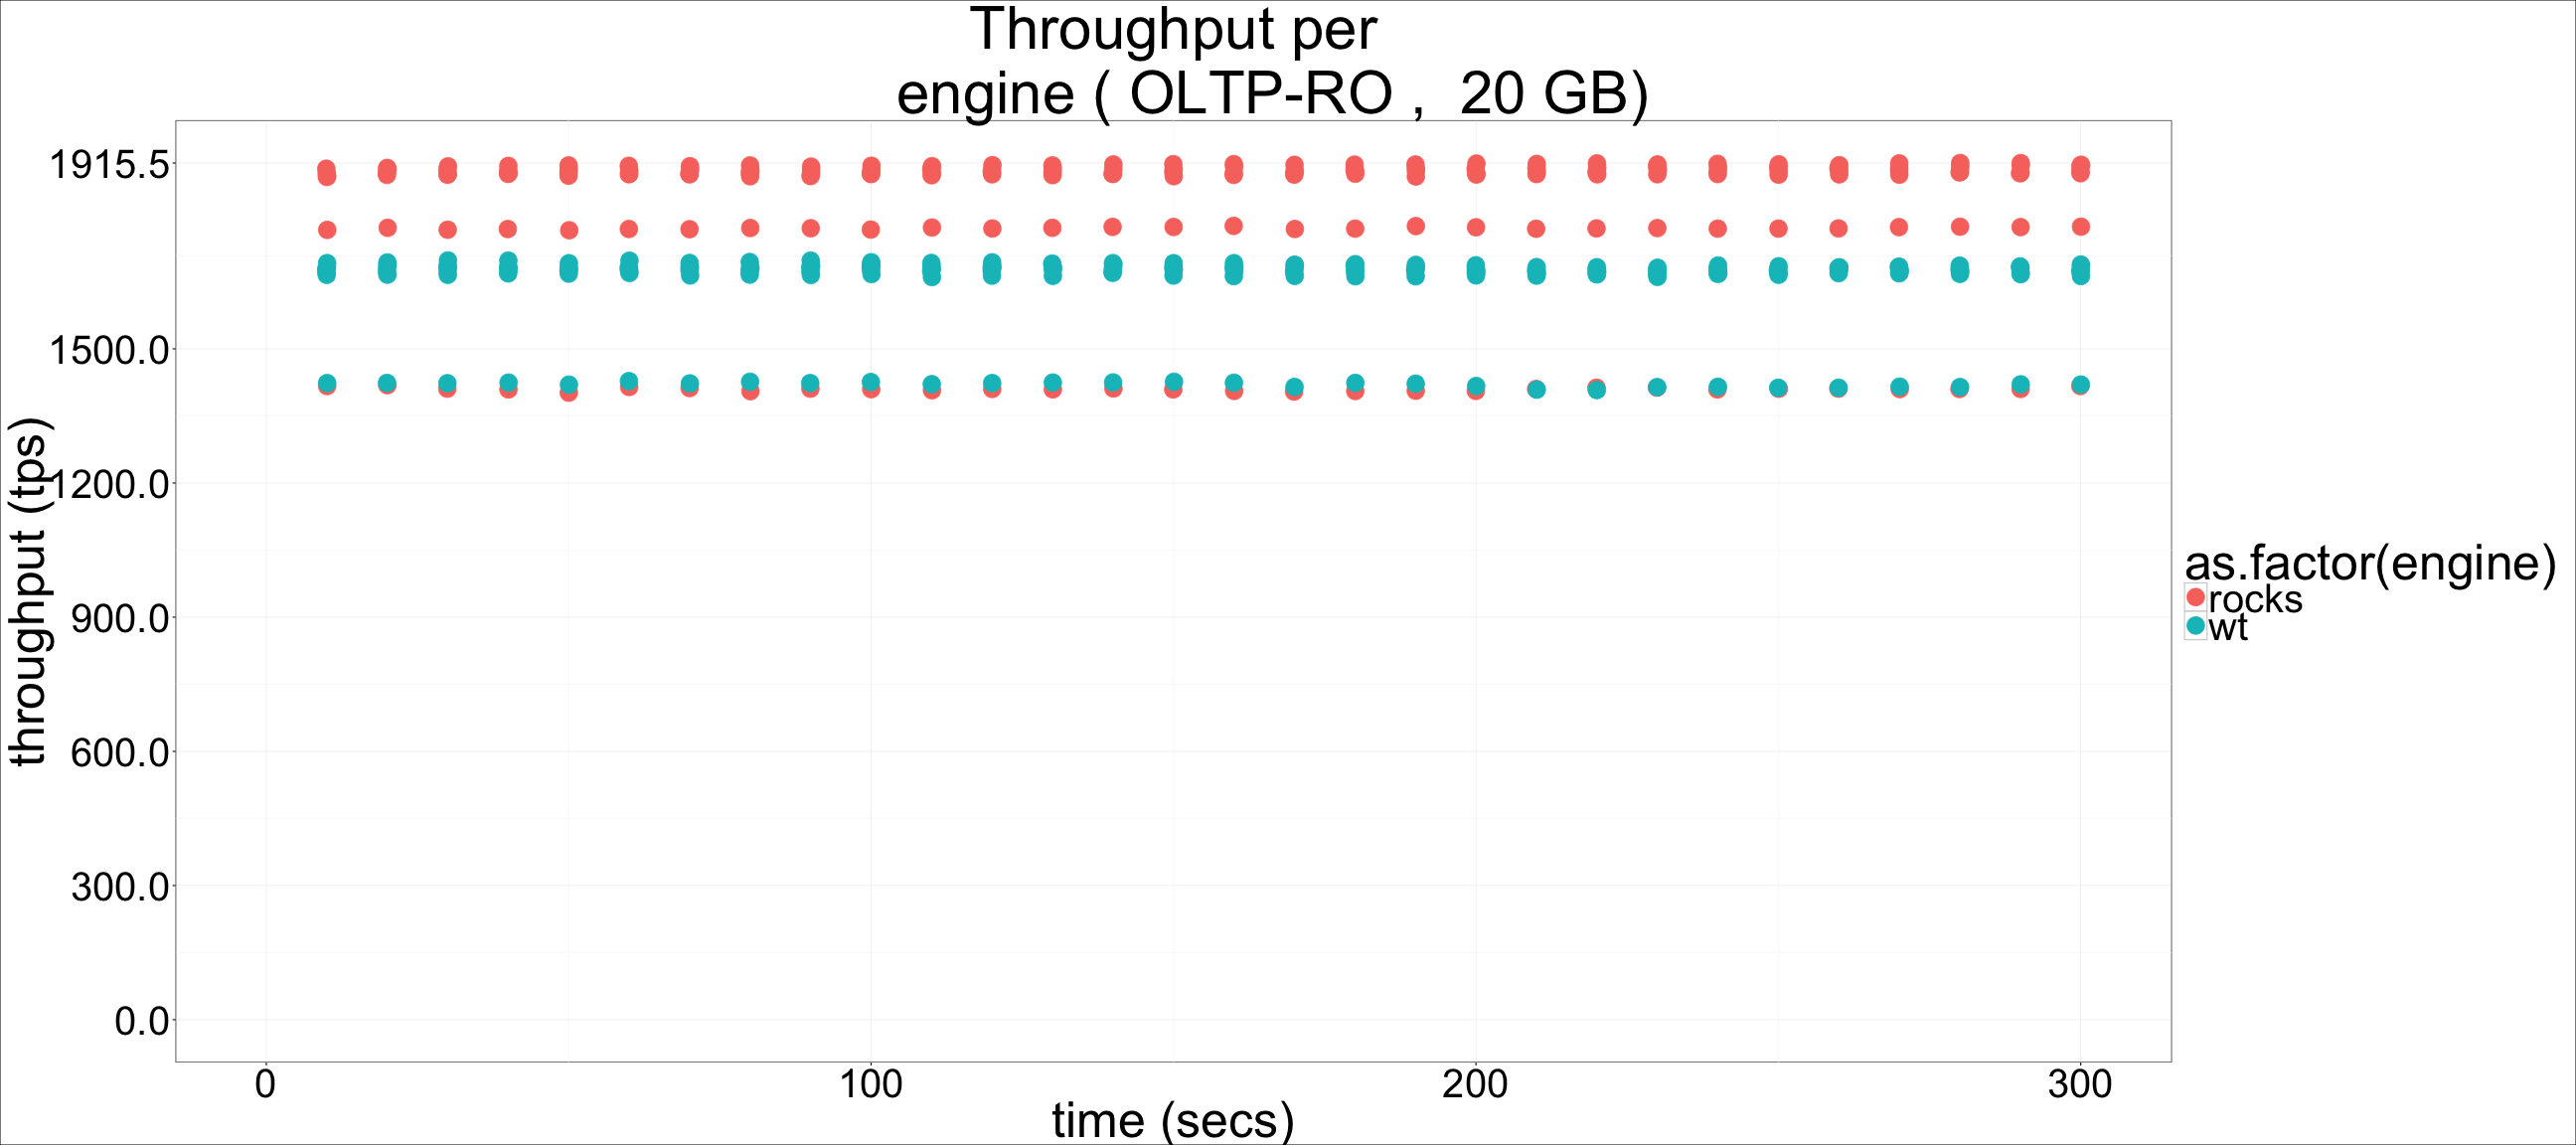 Throughput per
engine ( OLTP-RO ,  20 GB)
1915.5
1500.0
1200.0
900.0
600.0
300.0
0.0
throughput (tps)
0
100
200
300
time (secs)
as.factor(engine)
rocks
wt